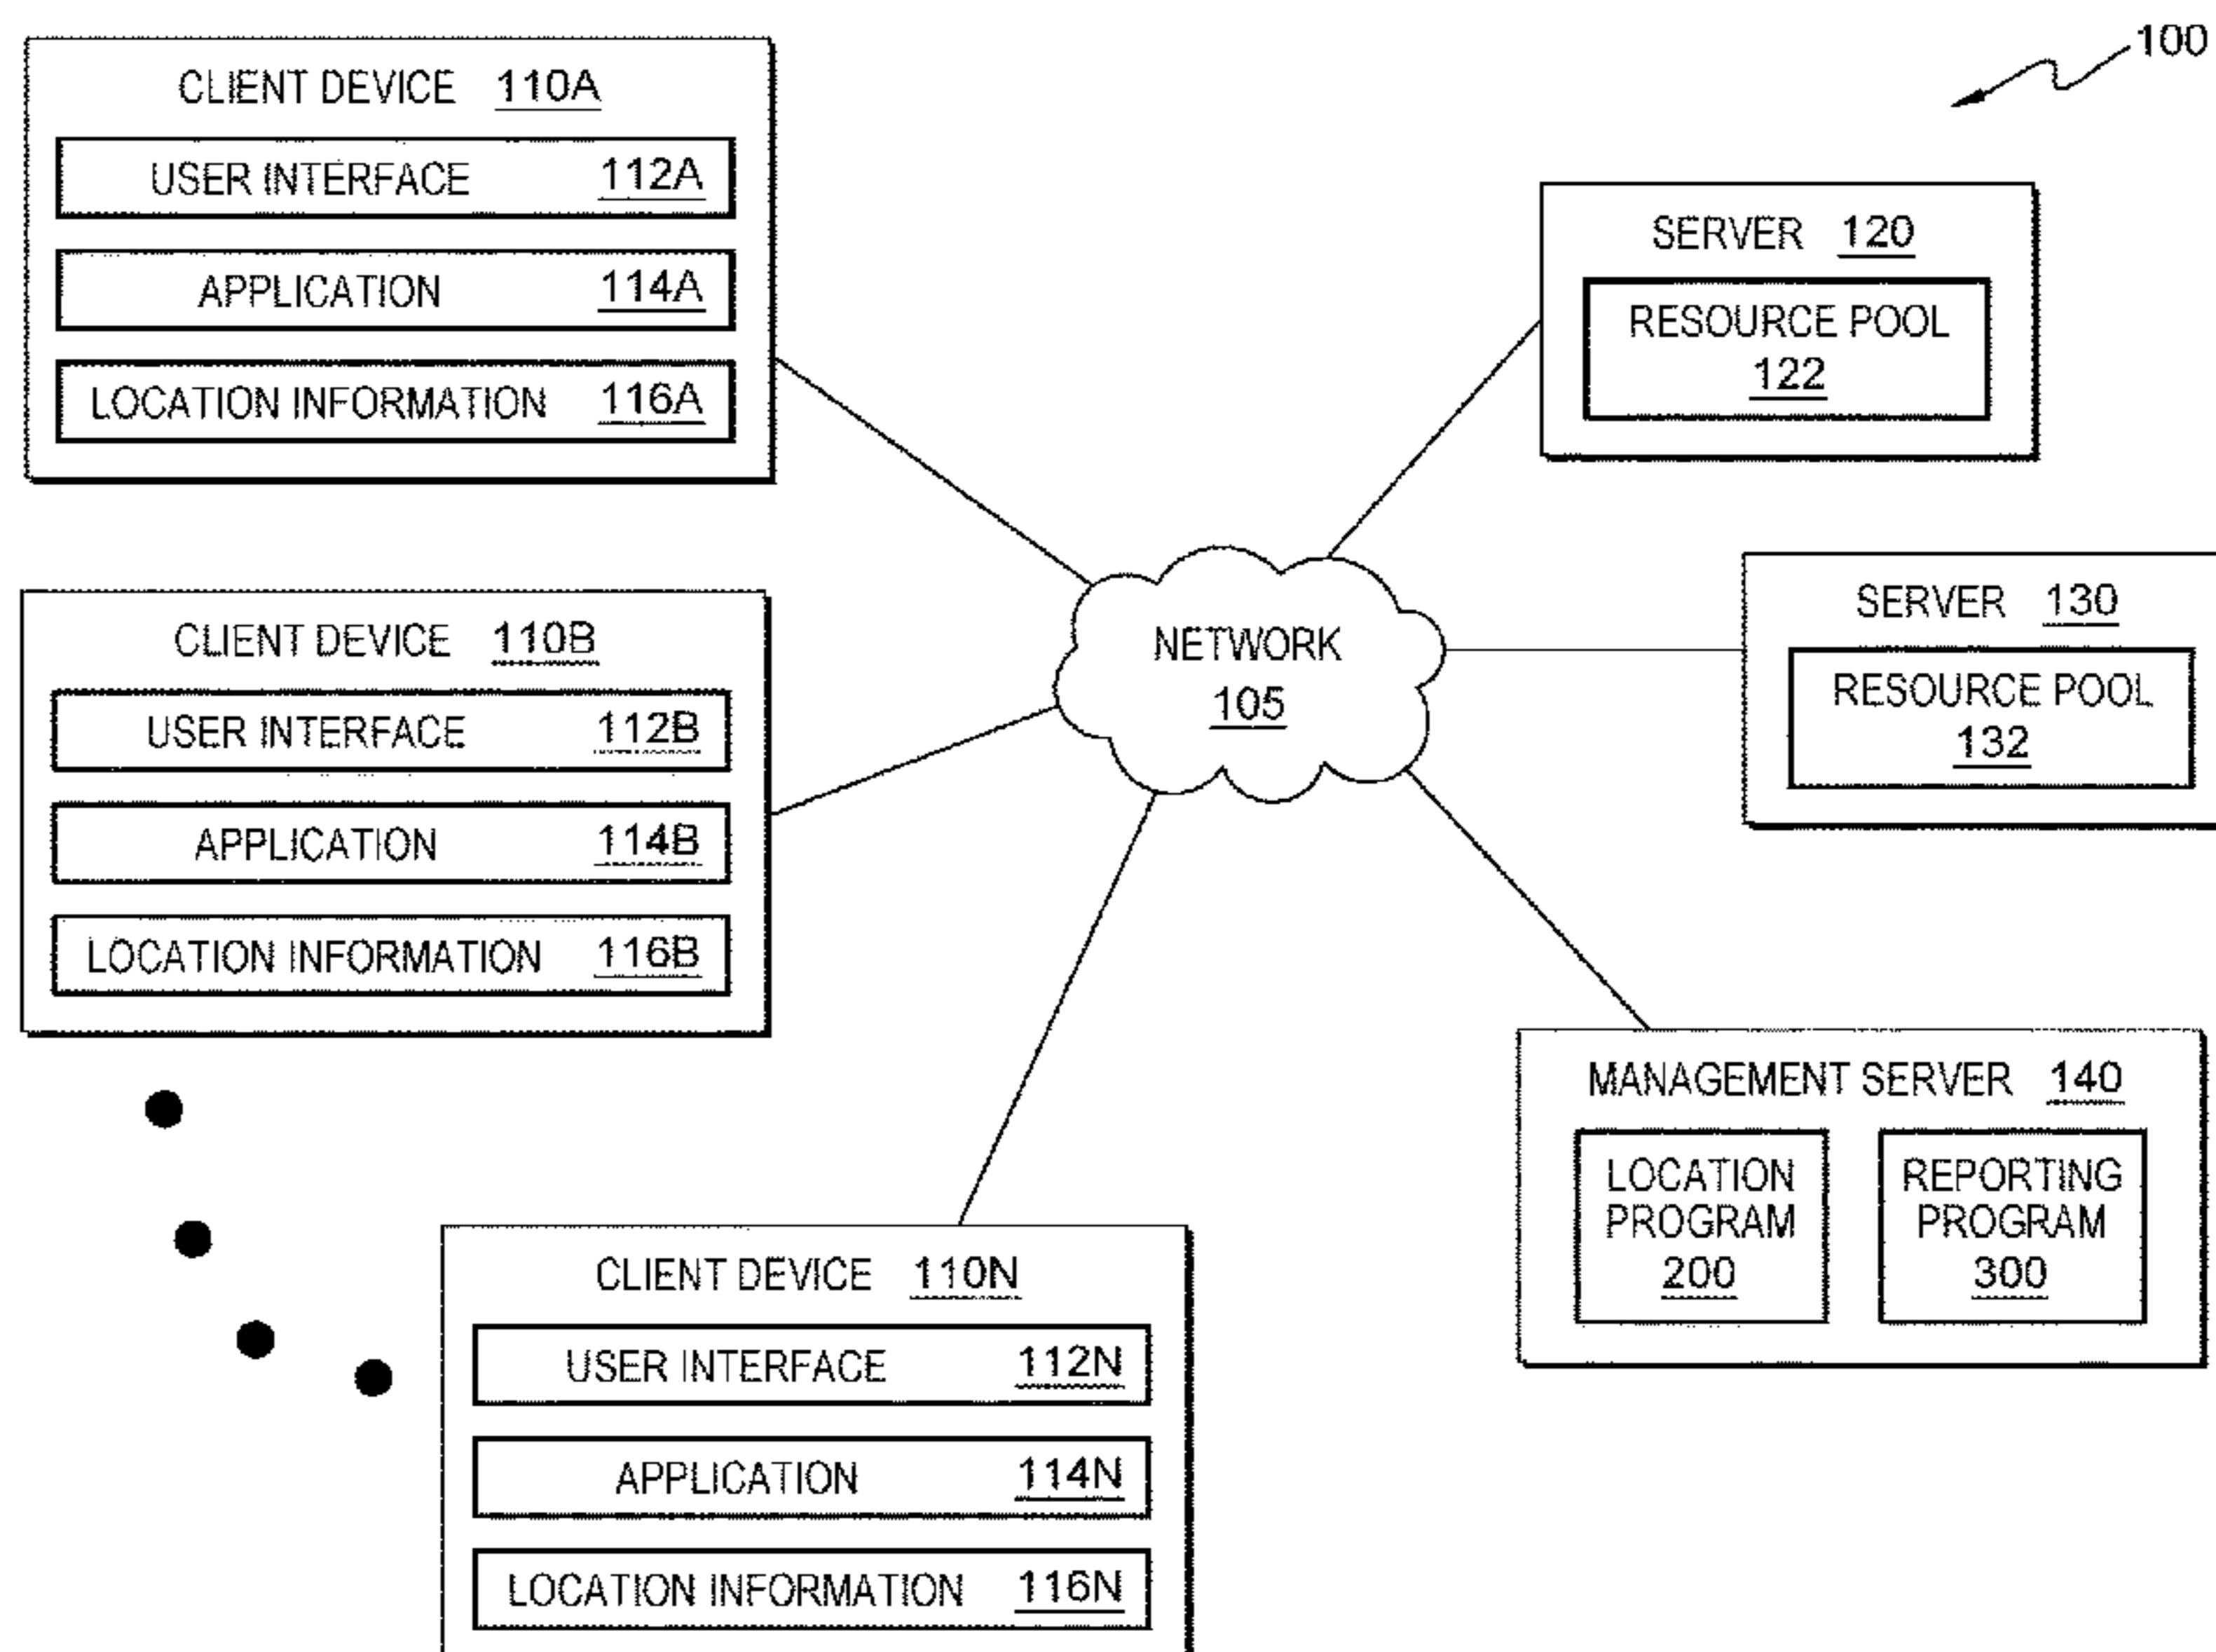 100
CLIENT DEVICE 110A
USER INTERFACE 112A
APPLICATION 114A
LOCATION INFORMATION 116A
SERVER 120
RESOURCE POOL
122
CLIENT DEVICE 110B
USER INTERFACE 112B
APPLICATION 114B
LOCATION INFORMATION 116B
NETWORK
105
SERVER 130
RESOURCE POOL
132
MANAGEMENT SERVER 140
LOCATION
PROGRAM
200
REPORTING
PROGRAM
300
CLIENT DEVICE 110N
USER INTERFACE 112N
APPLICATION 114N
LOCATION INFORMATION 116N